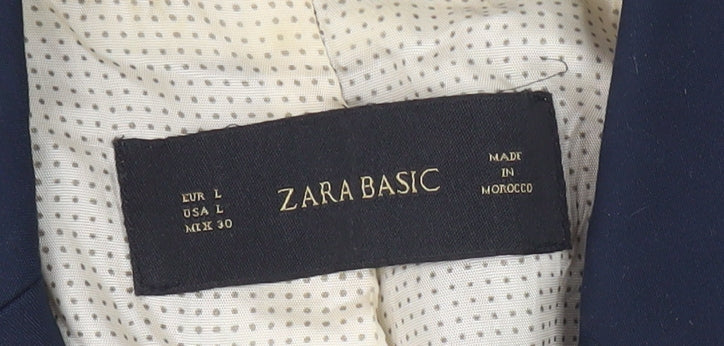 EUR L
USA L
MEX 30
ZARA BASIC
MADE
IN
MOROCCO